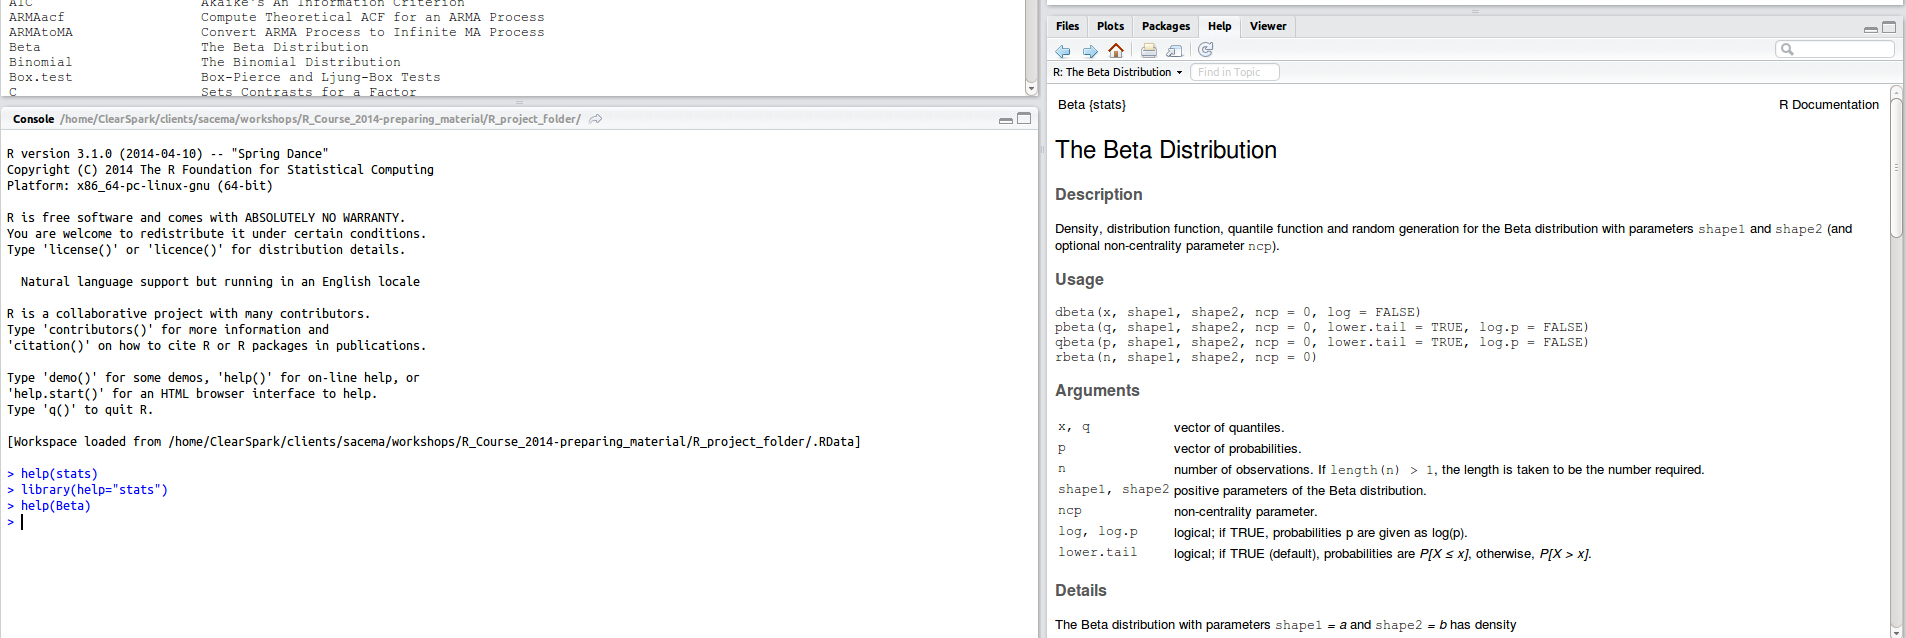 AIC Akaike's An Information Criterion
ARMAacf Compute Theoretical ACF for an ARMA Process
ARMAtoMA Convert ARMA Process to Infinite MA Process
Beta The Beta Distribution
Binomial The Binomial Distribution
Box.test Box-Pierce and Ljung-Box Tests
C Sets Contrasts for a Factor
Console /home/ClearSpark/clients/sacema/workshops/R_Course_2014-preparing_material/R_project_folder/
R version 3.1.0 (2014-04-10) -- "Spring Dance"
Copyright (C) 2014 The R Foundation for Statistical Computing
Platform: x86_64-pc-linux-gnu (64-bit)
R is free software and comes with ABSOLUTELY NO WARRANTY.
You are welcome to redistribute it under certain conditions.
Type 'license()' or 'licence()' for distribution details.
Natural language support but running in an English locale
R is a collaborative project with many contributors.
Type 'contributors()' for more information and
'citation()' on how to cite R or R packages in publications.
Type 'demo()' for some demos, 'help()' for on-line help, or
'help.start()' for an HTML browser interface to help.
Type 'q()' to quit R.
[Workspace loaded from /home/ClearSpark/clients/sacema/workshops/R_Course_2014-preparing_material/R_project_folder/.RData]
> help(stats)
> library(help="stats")
> help(Beta)
>
Files Plots Packages Help Viewer
R: The Beta Distribution Find in Topic
Beta {stats} R Documentation
The Beta Distribution
Description
Density, distribution function, quantile function and random generation for the Beta distribution with parameters shape1 and shape2 (and
optional non-centrality parameter ncp).
Usage
dbeta(x, shape1, shape2, ncp = 0, log = FALSE)
pbeta(q, shape1, shape2, ncp = 0, lower.tail = TRUE, log.p = FALSE)
qbeta(p, shape1, shape2, ncp = 0, lower.tail = TRUE, log.p = FALSE)
rbeta(n, shape1, shape2, ncp = 0)
Arguments
x, q vector of quantiles.
p vector of probabilities.
n number of observations. If length(n) > 1, the length is taken to be the number required.
shape1, shape2 positive parameters of the Beta distribution.
ncp non-centrality parameter.
log, log.p logical; if TRUE, probabilities p are given as log(p).
lower.tail logical; if TRUE (default), probabilities are P[X ≤ x], otherwise, P[X > x].
Details
The Beta distribution with parameters shape1 = a and shape2 = b has density